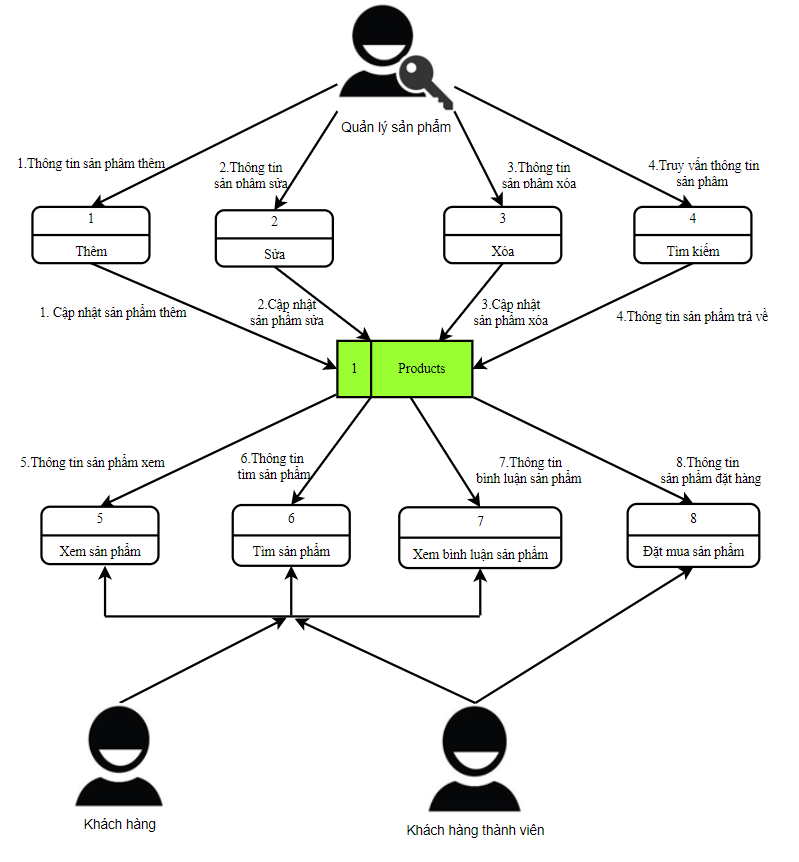 Quản lý sản phẩm
1.Thông tin sản phâm thêm
2.Thông tin
sản phâm sửa
3.Thông tin
sản phâm xóa
4.Truy vấn thông tin
sản phâm
1
Thêm
2
Sửa
3
Xóa
4
Tìm kiếm
1. Cập nhật sản phẩm thêm
2.Cập nhật
sản phẩm sửa
3.Cập nhật
sản phẩm xóa
4.Thông tin sản phẩm trả về
1
Products
5.Thông tin sản phẩm xem
6.Thông tin
tìm sản phẩm
7.Thông tin
bình luận sản phẩm
8.Thông tin
sản phẩm đặt hàng
5
Xem sản phẩm
6
Tìm sản phẩm
7
Xem bình luận sản phẩm
8
Đặt mua sản phẩm
Khách hàng
Khách hàng thành viên